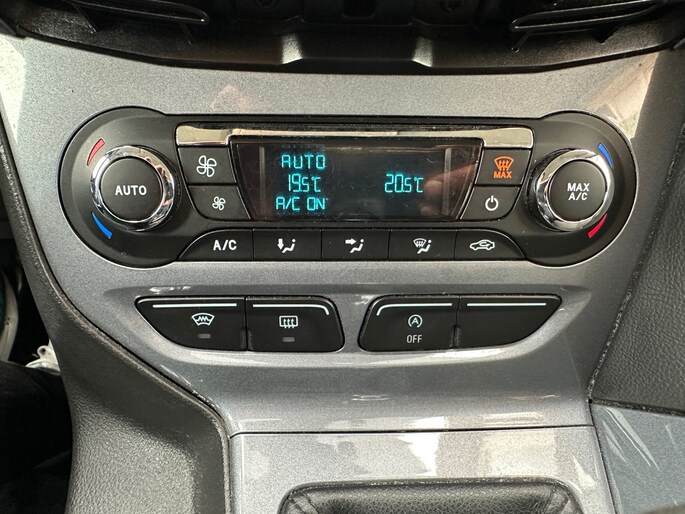 AUTO
19.5°C 20.5°C
A/C ON
MAX
AUTO
MAX
A/C
A/C
OFF